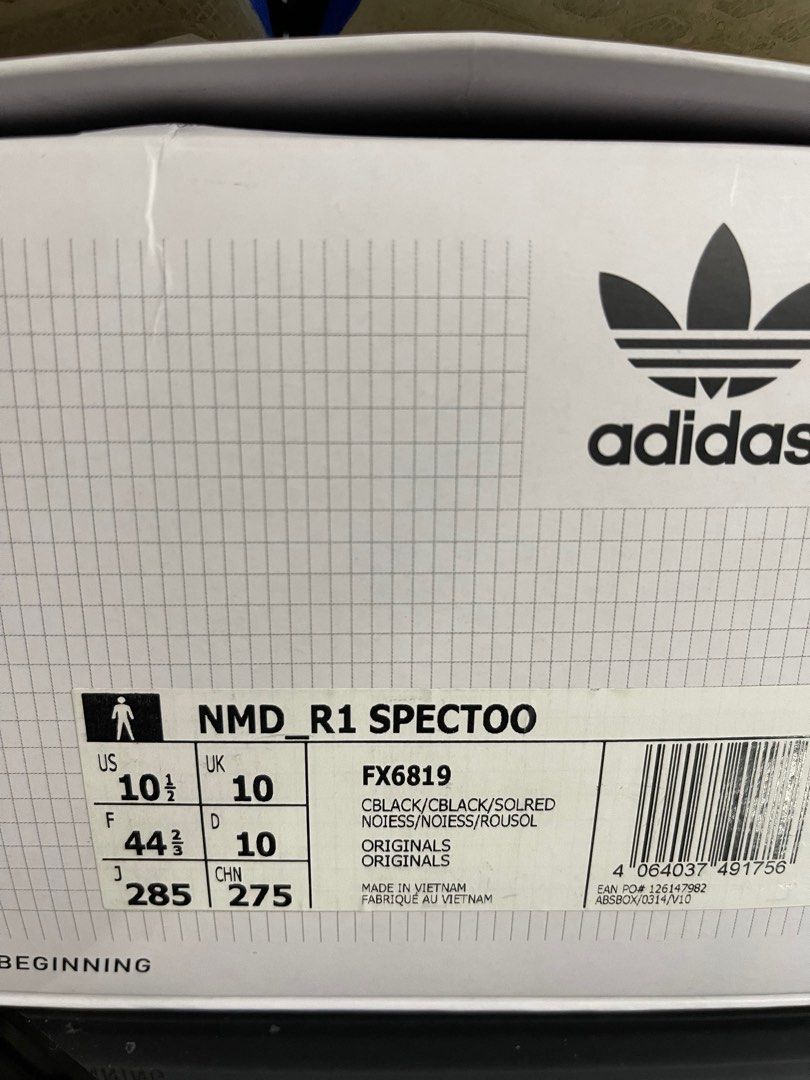 adidas
NMD_R1 SPECTOO
US 10½ UK 10
F 44⅔ D 10
J 285 CHN 275
FX6819
CBLACK/CBLACK/SOLRED
NOIESS/NOIESS/ROUSOL
ORIGINALS
ORIGINALS
MADE IN VIETNAM
FABRIQUÉ AU VIETNAM
4 064037 491756
EAN PO# 126147982
ABSBOX/0314/V10
BEGINNING